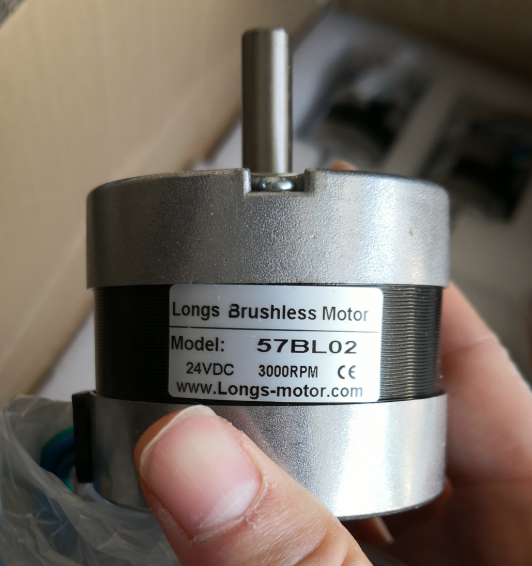 Longs Brushless Motor
Model: 57BL02
24VDC 3000RPM CE
www.Longs-motor.com